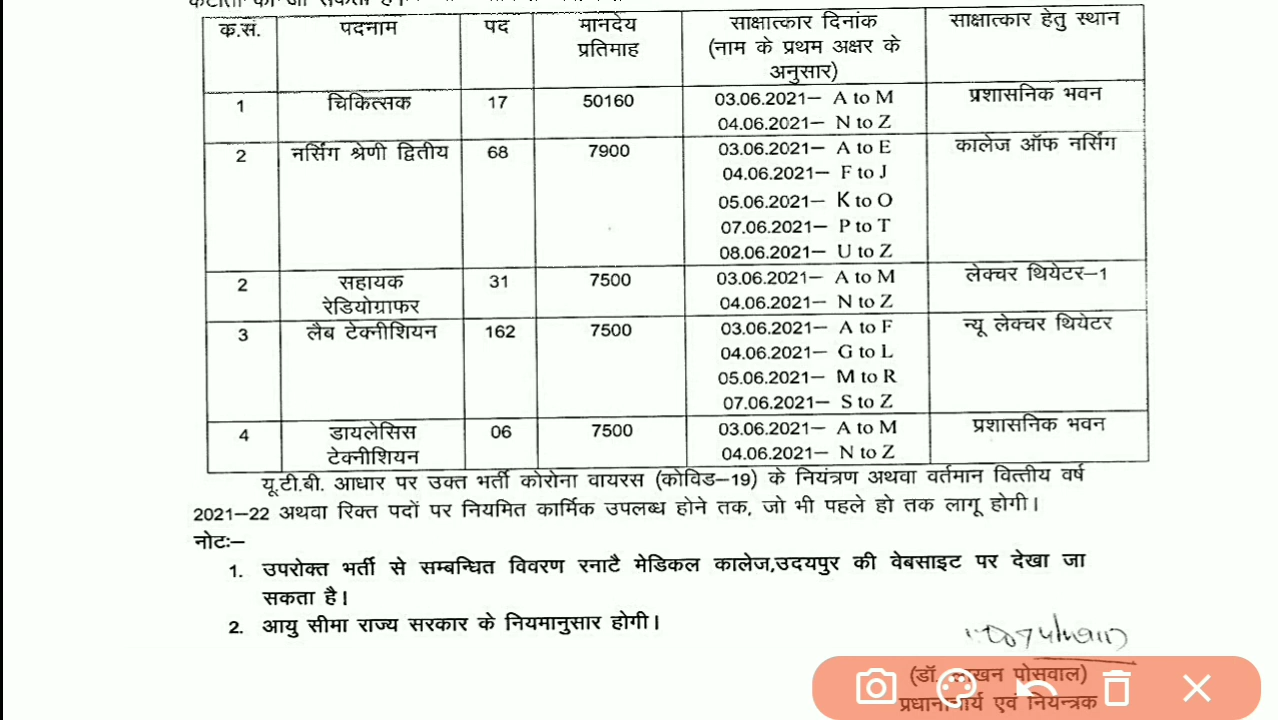 क.सं. पदनाम पद मानदेय प्रतिमाह साक्षात्कार दिनांक (नाम के प्रथम अक्षर के अनुसार) साक्षात्कार हेतु स्थान
1 चिकित्सक 17 50160 03.06.2021– A to M प्रशासनिक भवन
04.06.2021– N to Z
2 नर्सिंग श्रेणी द्वितीय 68 7900 03.06.2021– A to E कालेज ऑफ नर्सिंग
04.06.2021– F to J
05.06.2021– K to O
07.06.2021– P to T
08.06.2021– U to Z
2 सहायक रेडियोग्राफर 31 7500 03.06.2021– A to M लेक्चर थियेटर–1
04.06.2021– N to Z
3 लैब टेक्नीशियन 162 7500 03.06.2021– A to F न्यू लेक्चर थियेटर
04.06.2021– G to L
05.06.2021– M to R
07.06.2021– S to Z
4 डायलेसिस टेक्नीशियन 06 7500 03.06.2021– A to M प्रशासनिक भवन
04.06.2021– N to Z
यू.टी.बी. आधार पर उक्त भर्ती कोरोना वायरस (कोविड–19) के नियंत्रण अथवा वर्तमान वित्तीय वर्ष
2021–22 अथवा रिक्त पदों पर नियमित कार्मिक उपलब्ध होने तक, जो भी पहले हो तक लागू होगी।
नोटः–
1. उपरोक्त भर्ती से सम्बन्धित विवरण रनाटै मेडिकल कालेज,उदयपुर की वेबसाइट पर देखा जा
सकता है।
2. आयु सीमा राज्य सरकार के नियमानुसार होगी।
(डॉ. पोसवाल)
एवं नियन्त्रक